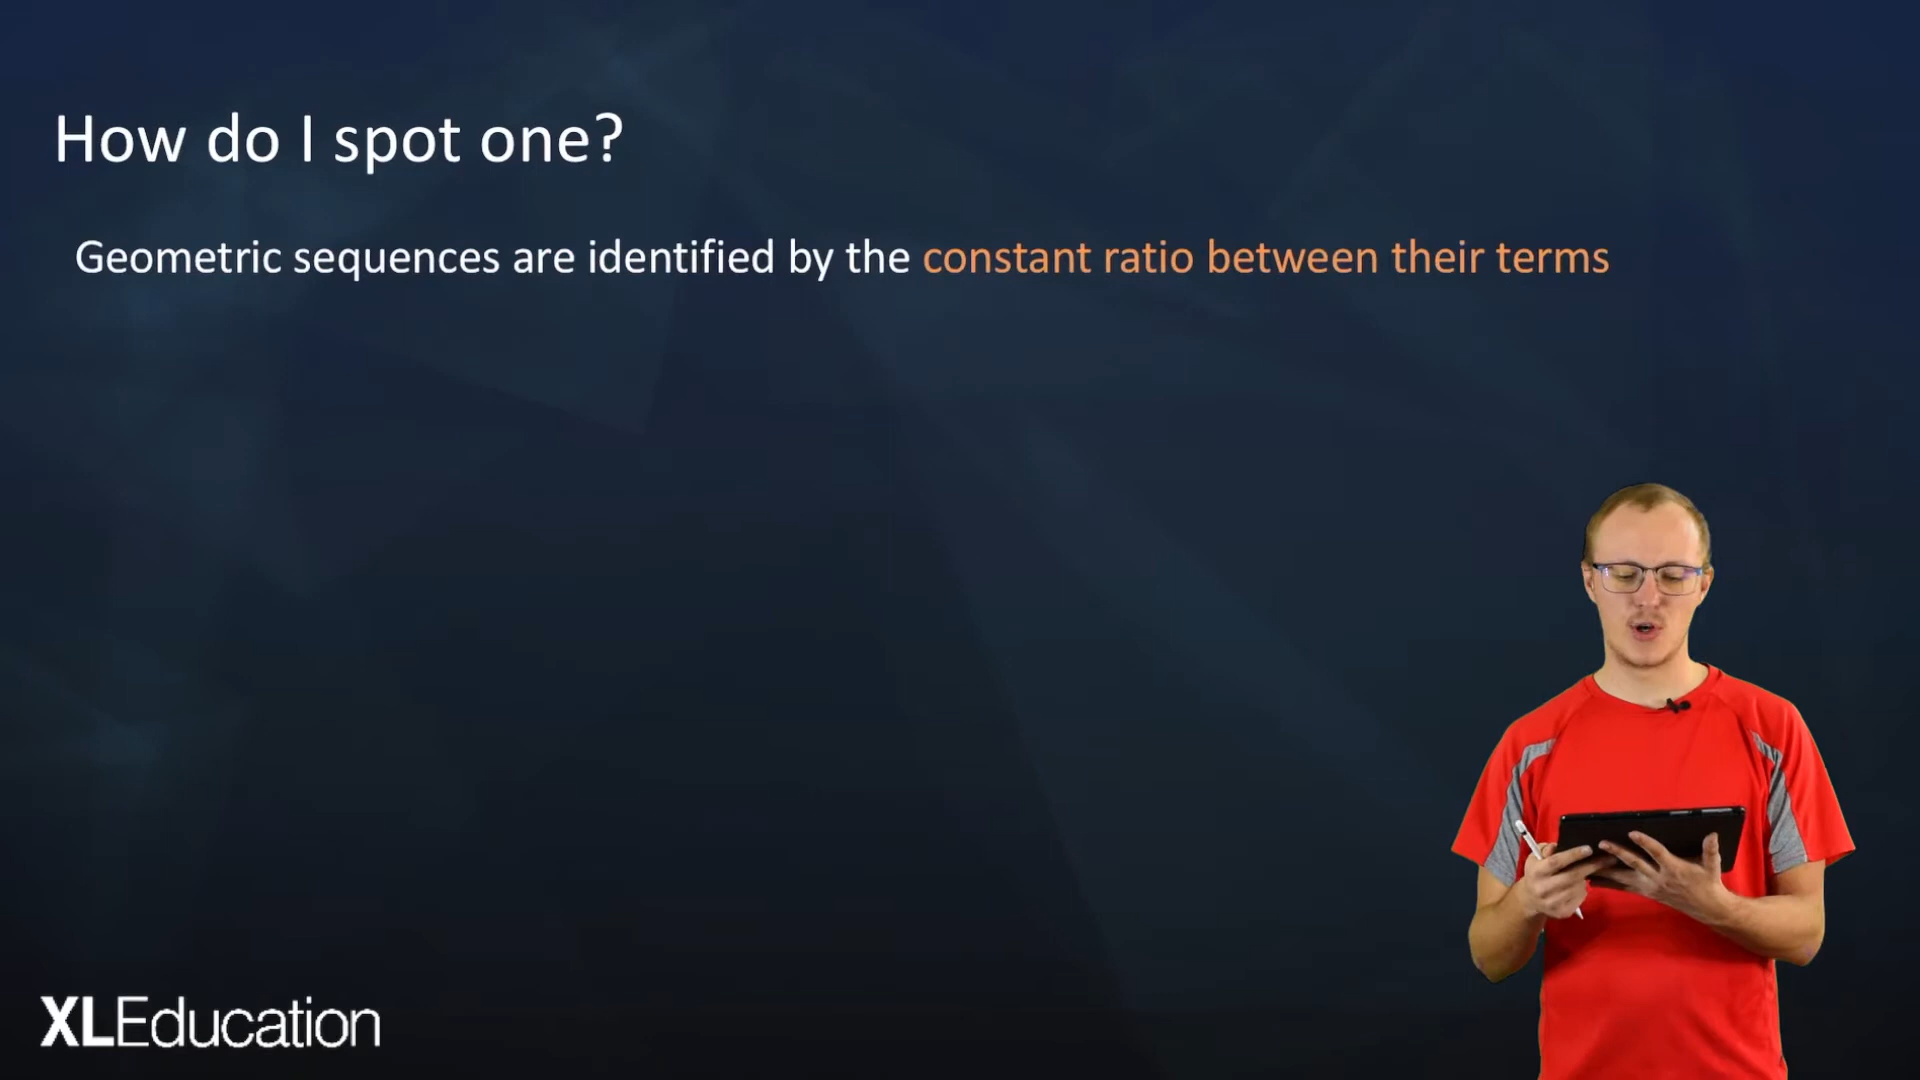 How do I spot one?
Geometric sequences are identified by the constant ratio between their terms
XLEducation